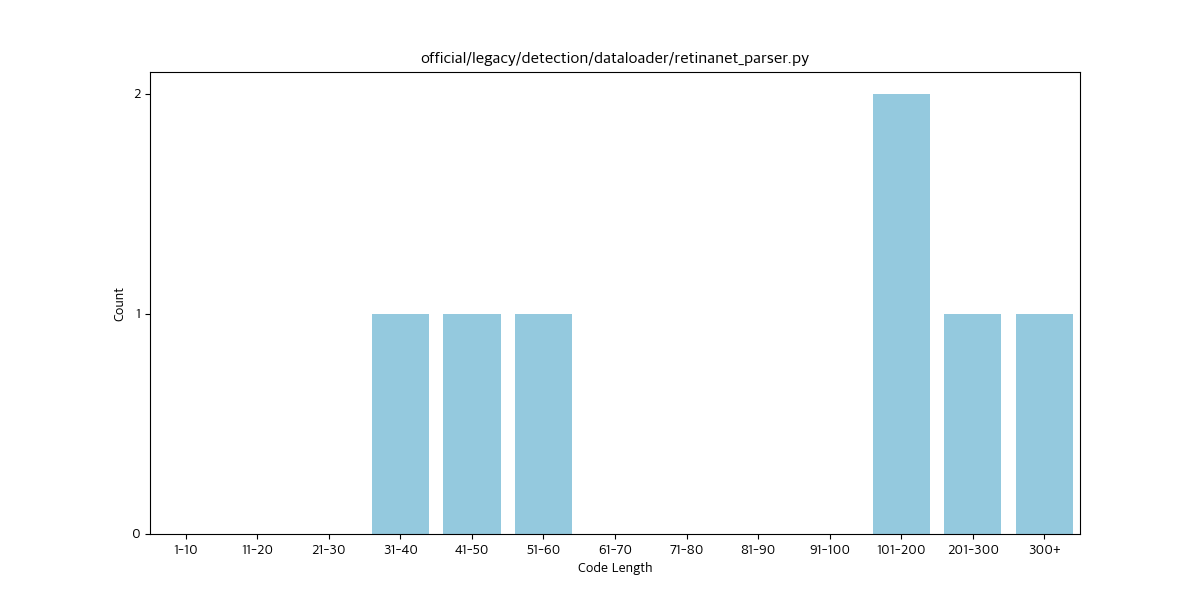 official/legacy/detection/dataloader/retinanet_parser.py
2
1
0
Count
1-10 11-20 21-30 31-40 41-50 51-60 61-70 71-80 81-90 91-100 101-200 201-300 300+
Code Length